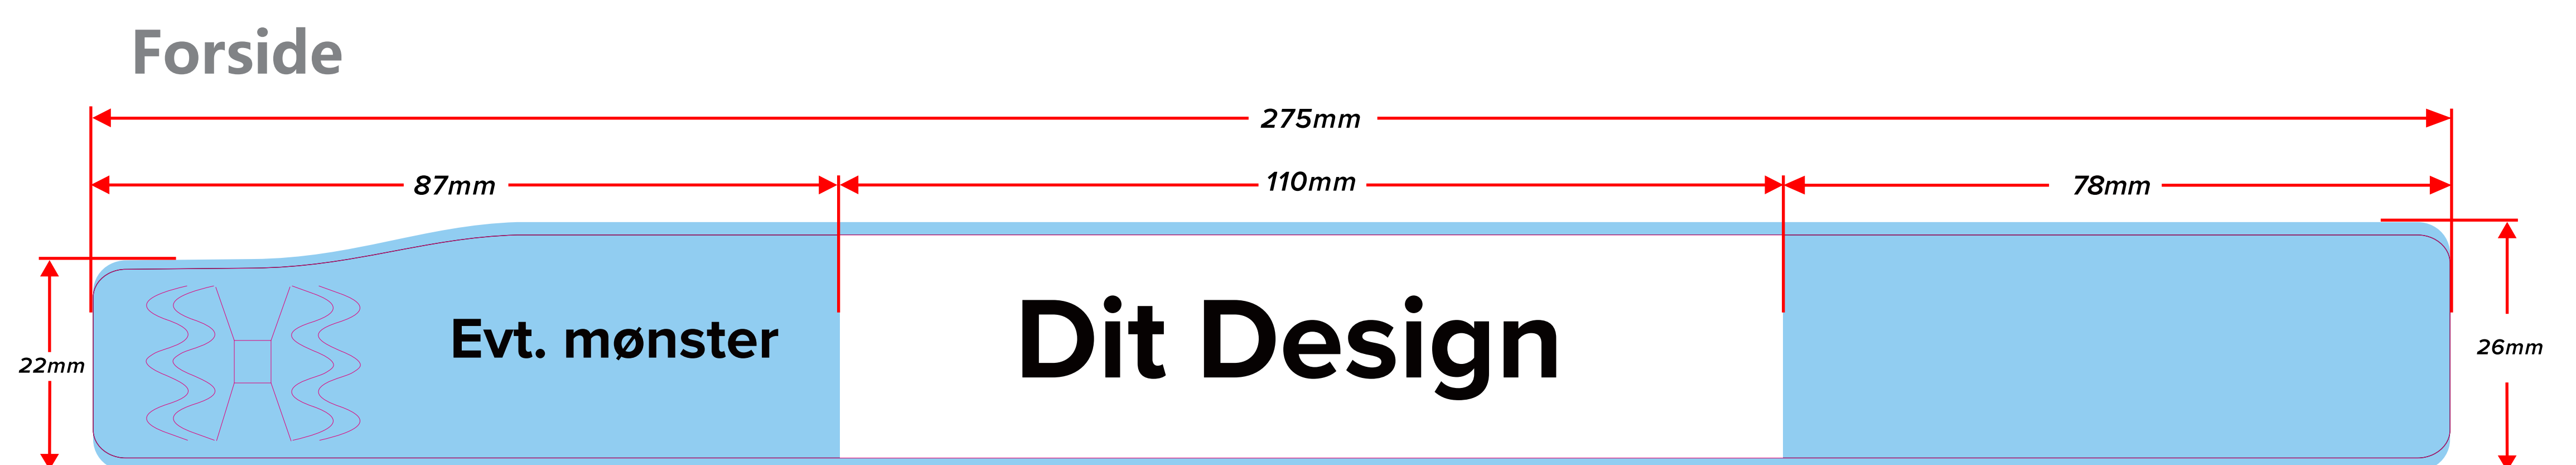 Forside
275mm
87mm
110mm
78mm
22mm
Evt. mønster
Dit Design
26mm